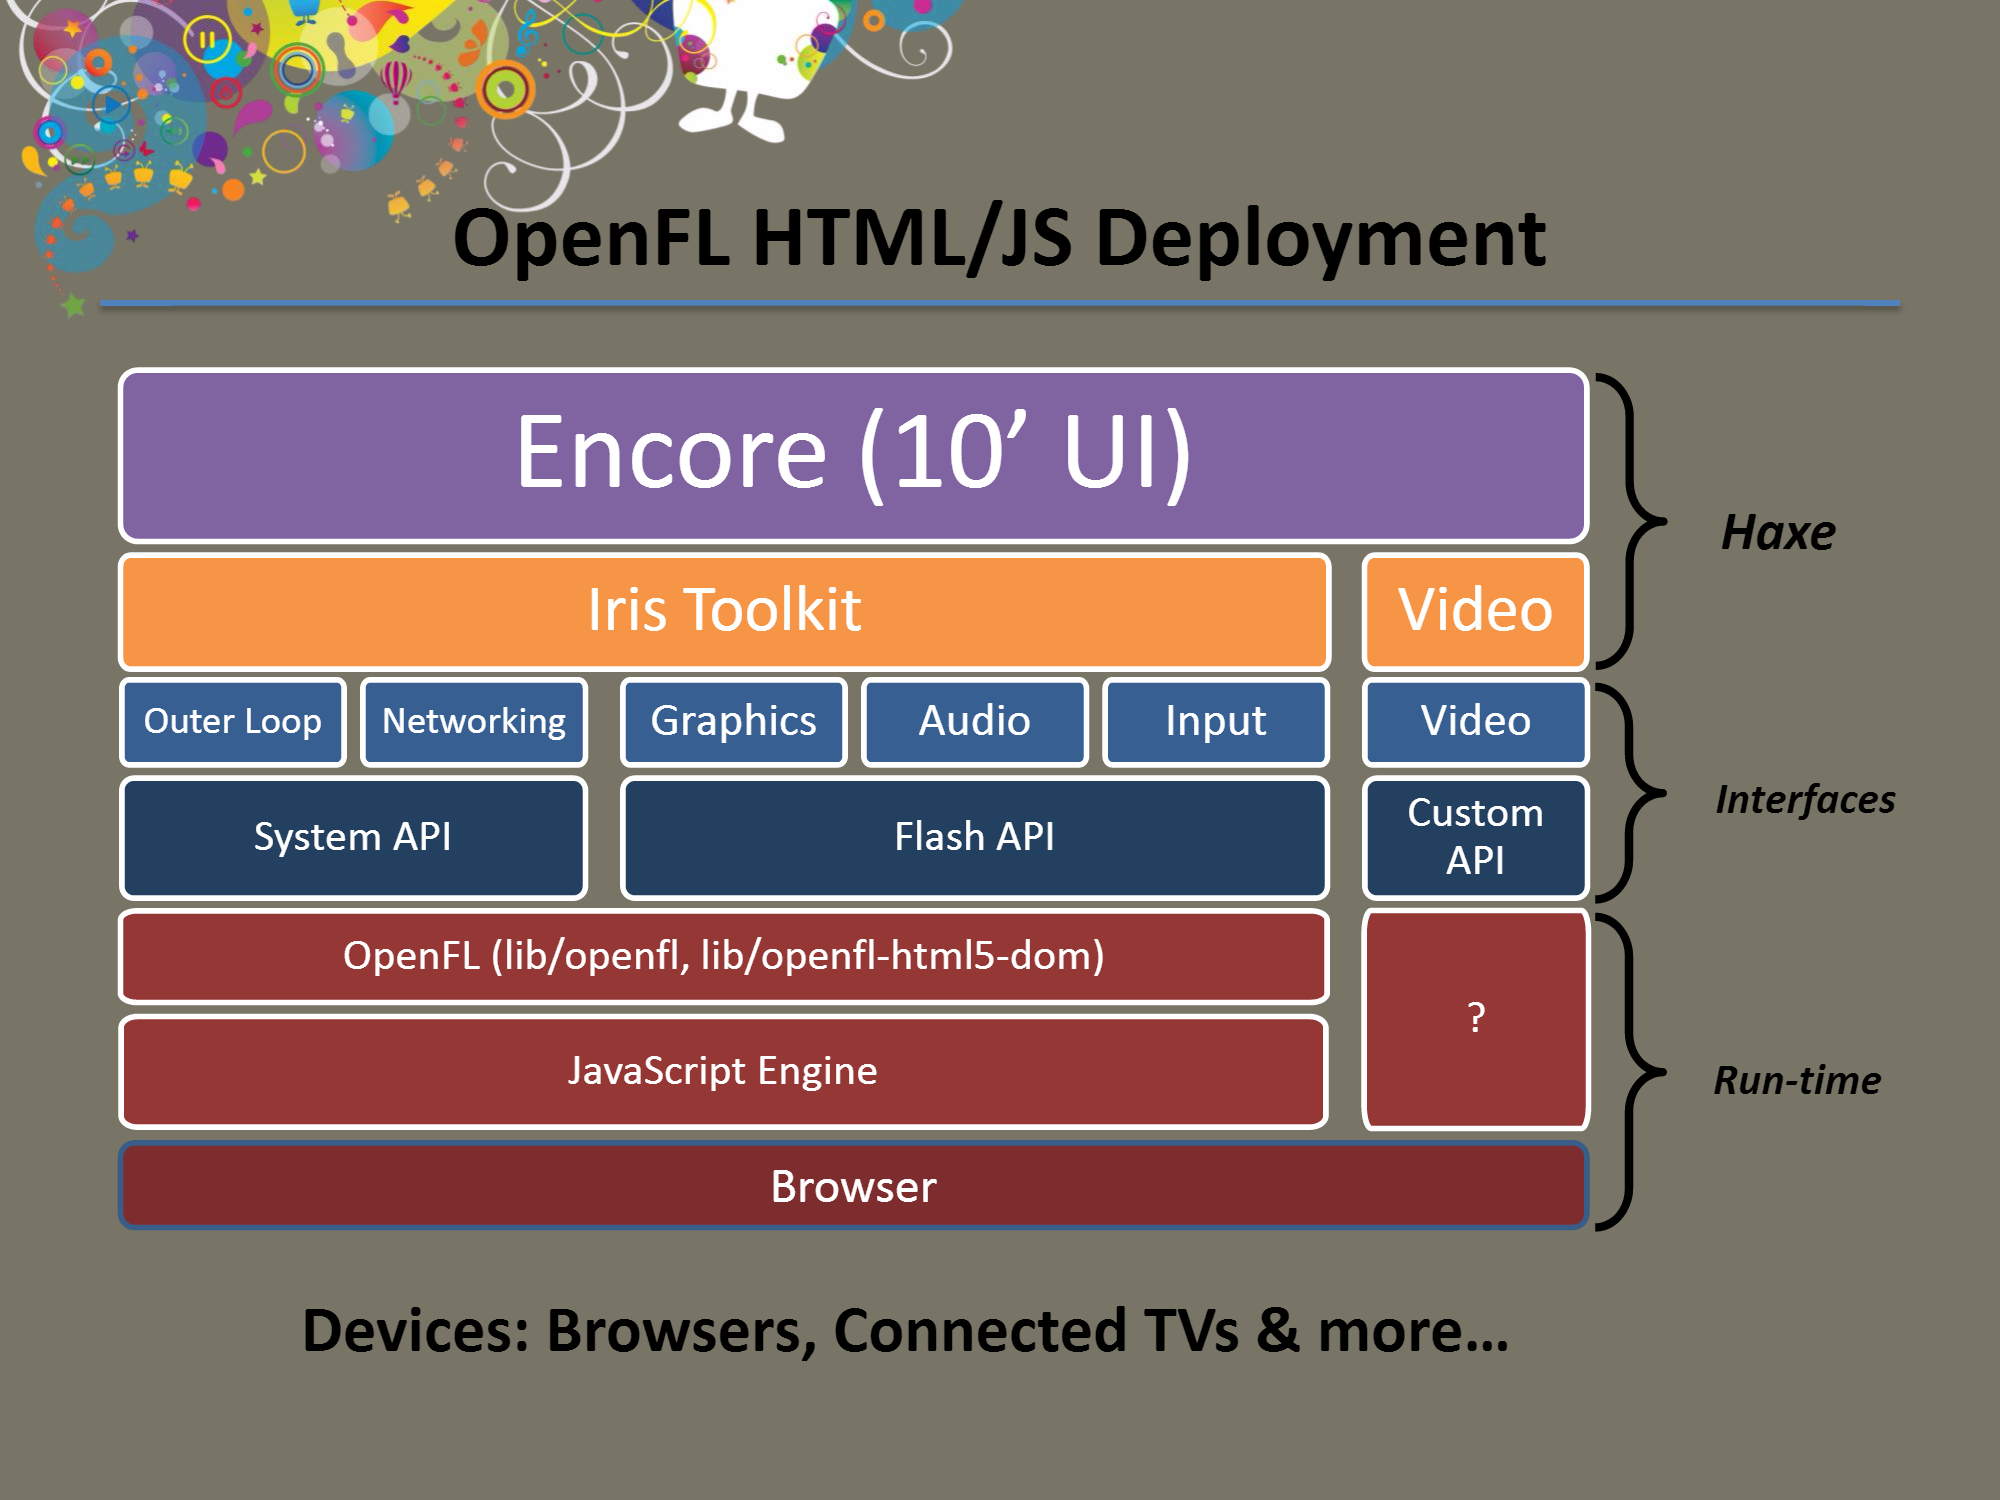 OpenFL HTML/JS Deployment
Encore (10’ UI)
Haxe
Iris Toolkit
Video
Outer Loop
Networking
Graphics
Audio
Input
Video
Interfaces
System API
Flash API
Custom
API
OpenFL (lib/openfl, lib/openfl-html5-dom)
?
JavaScript Engine
Run-time
Browser
Devices: Browsers, Connected TVs & more…